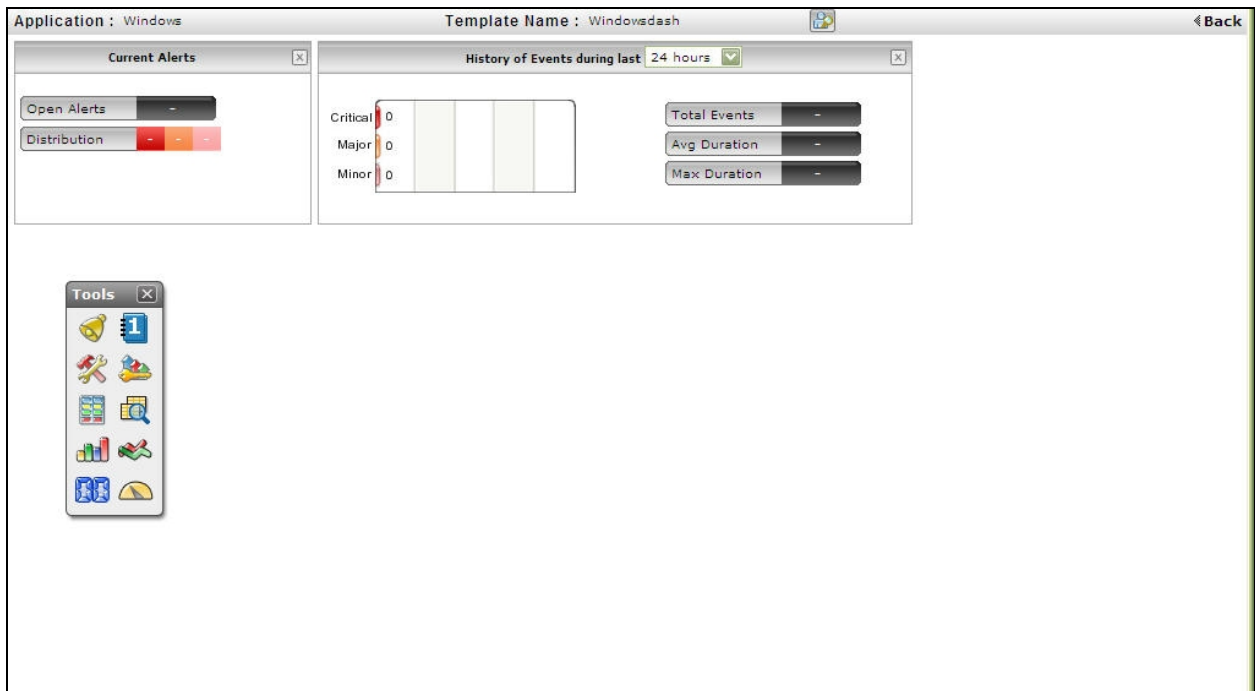 Application : Windows
Template Name : Windowsdash
Back
Current Alerts
Open Alerts -
Distribution - - -
History of Events during last 24 hours
Critical 0
Major 0
Minor 0
Total Events -
Avg Duration -
Max Duration -
Tools
1